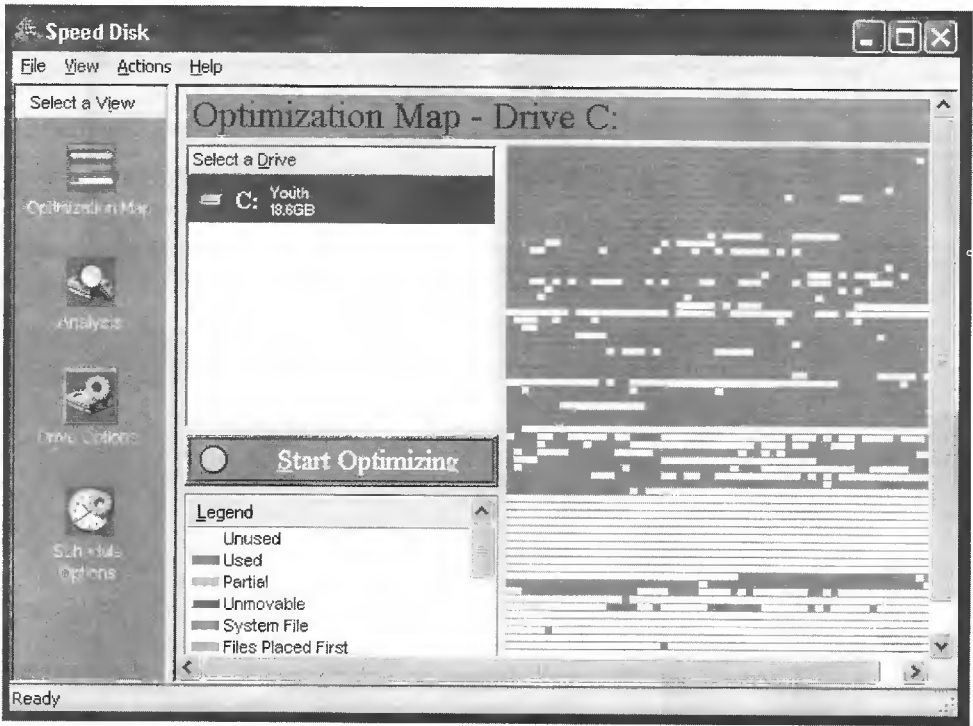 Speed Disk
File View Actions Help
Select a View
Optimization Map
Analysis
Drive Options
Schedule
Options
Optimization Map - Drive C:
Select a Drive
C: Youth
18.6GB
Start Optimizing
Legend
Unused
Used
Partial
Unmovable
System File
Files Placed First
Ready